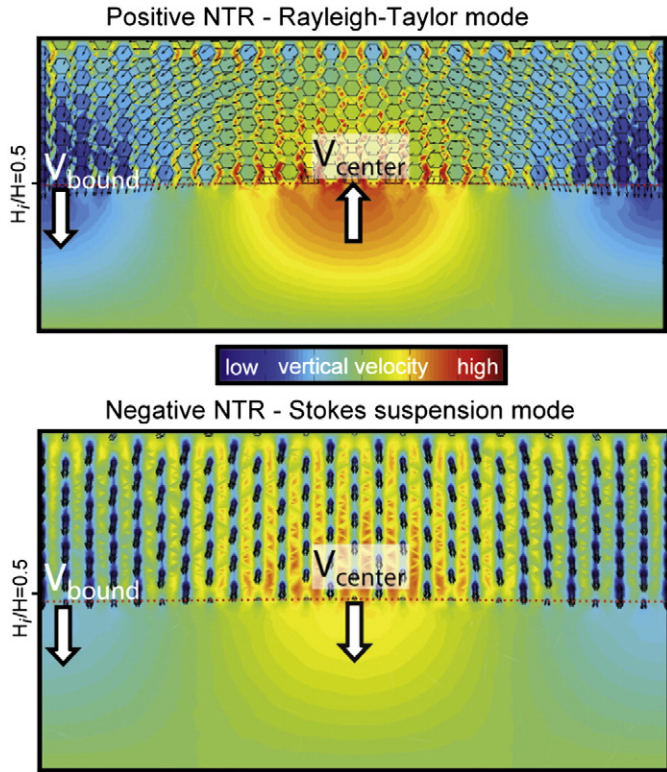 Positive NTR - Rayleigh-Taylor mode
Hᵢ/H=0.5
Vbound
Vcenter
low vertical velocity high
Negative NTR - Stokes suspension mode
Hᵢ/H=0.5
Vbound
Vcenter